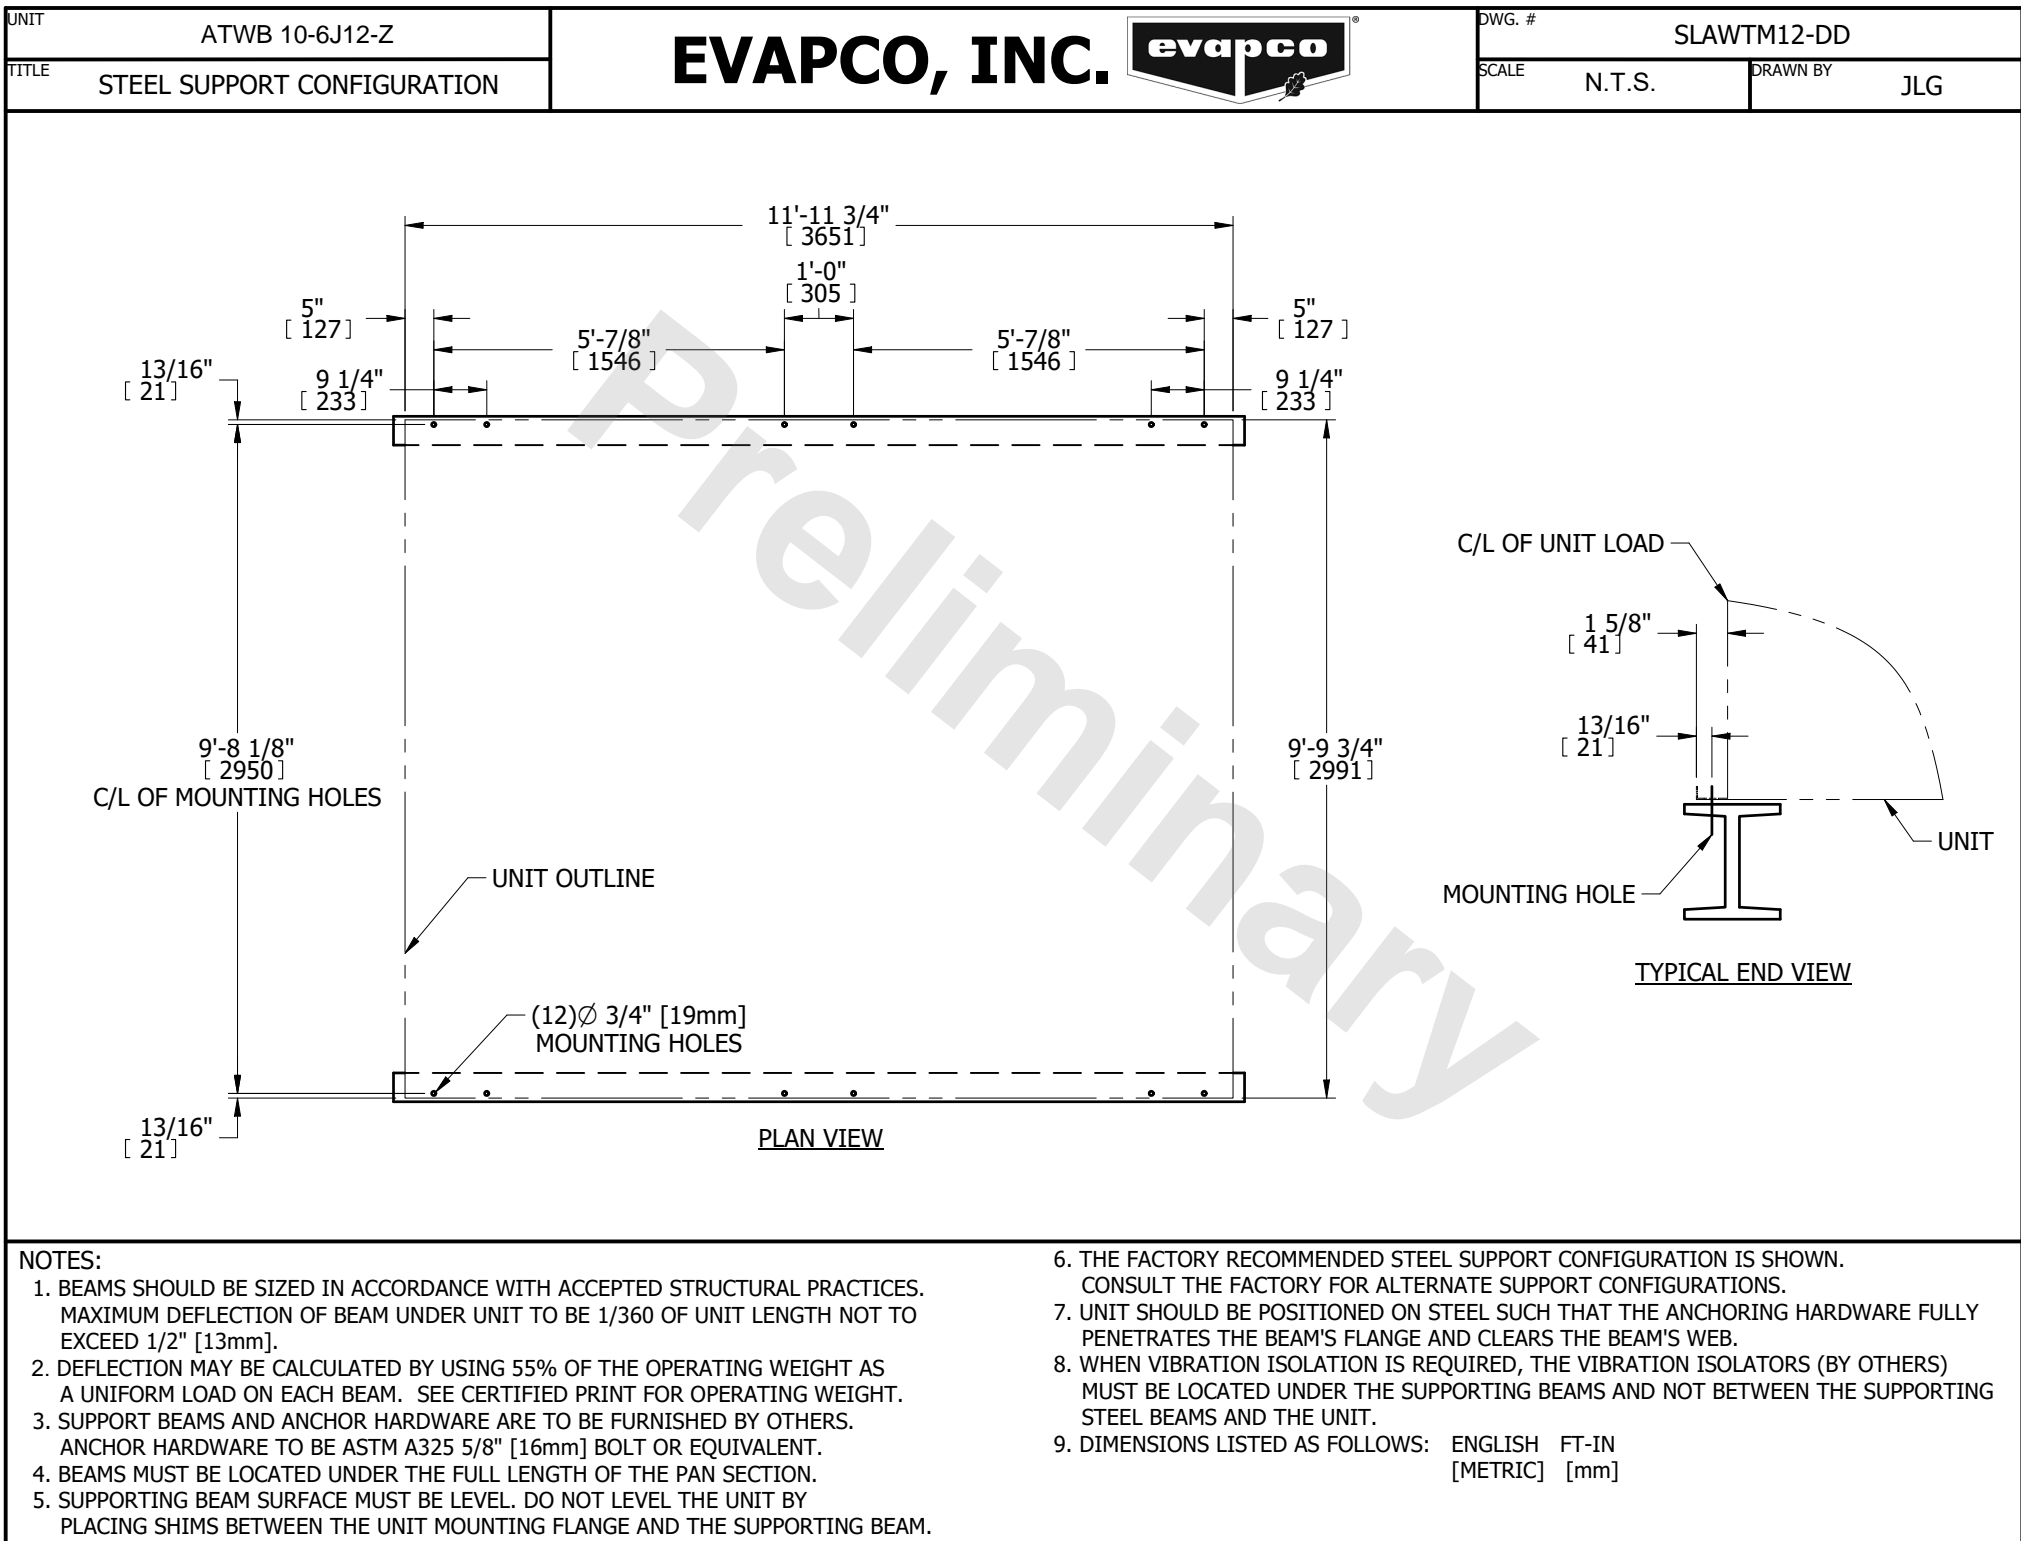 UNIT
ATWB 10-6J12-Z
TITLE
STEEL SUPPORT CONFIGURATION
EVAPCO, INC.
evapco
®
DWG. #
SLAWTM12-DD
SCALE
N.T.S.
DRAWN BY
JLG
11'-11 3/4"
[ 3651 ]
1'-0"
[ 305 ]
5"
[ 127 ]
5"
[ 127 ]
5'-7/8"
[ 1546 ]
5'-7/8"
[ 1546 ]
13/16"
[ 21 ]
9 1/4"
[ 233 ]
9 1/4"
[ 233 ]
Preliminary
C/L OF UNIT LOAD
1 5/8"
[ 41 ]
13/16"
[ 21 ]
9'-8 1/8"
[ 2950 ]
C/L OF MOUNTING HOLES
9'-9 3/4"
[ 2991 ]
UNIT
UNIT OUTLINE
MOUNTING HOLE
TYPICAL END VIEW
(12)∅ 3/4" [19mm]
MOUNTING HOLES
13/16"
[ 21 ]
PLAN VIEW
NOTES:
1. BEAMS SHOULD BE SIZED IN ACCORDANCE WITH ACCEPTED STRUCTURAL PRACTICES.
MAXIMUM DEFLECTION OF BEAM UNDER UNIT TO BE 1/360 OF UNIT LENGTH NOT TO
EXCEED 1/2" [13mm].
2. DEFLECTION MAY BE CALCULATED BY USING 55% OF THE OPERATING WEIGHT AS
A UNIFORM LOAD ON EACH BEAM. SEE CERTIFIED PRINT FOR OPERATING WEIGHT.
3. SUPPORT BEAMS AND ANCHOR HARDWARE ARE TO BE FURNISHED BY OTHERS.
ANCHOR HARDWARE TO BE ASTM A325 5/8" [16mm] BOLT OR EQUIVALENT.
4. BEAMS MUST BE LOCATED UNDER THE FULL LENGTH OF THE PAN SECTION.
5. SUPPORTING BEAM SURFACE MUST BE LEVEL. DO NOT LEVEL THE UNIT BY
PLACING SHIMS BETWEEN THE UNIT MOUNTING FLANGE AND THE SUPPORTING BEAM.
6. THE FACTORY RECOMMENDED STEEL SUPPORT CONFIGURATION IS SHOWN.
CONSULT THE FACTORY FOR ALTERNATE SUPPORT CONFIGURATIONS.
7. UNIT SHOULD BE POSITIONED ON STEEL SUCH THAT THE ANCHORING HARDWARE FULLY
PENETRATES THE BEAM'S FLANGE AND CLEARS THE BEAM'S WEB.
8. WHEN VIBRATION ISOLATION IS REQUIRED, THE VIBRATION ISOLATORS (BY OTHERS)
MUST BE LOCATED UNDER THE SUPPORTING BEAMS AND NOT BETWEEN THE SUPPORTING
STEEL BEAMS AND THE UNIT.
9. DIMENSIONS LISTED AS FOLLOWS: ENGLISH FT-IN
[METRIC] [mm]